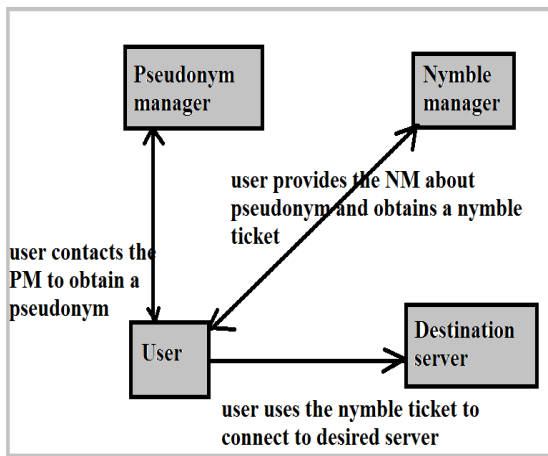 Pseudonym
manager
Nymble
manager
user provides the NM about
pseudonym and obtains a nymble
ticket
user contacts the
PM to obtain a
pseudonym
User
Destination
server
user uses the nymble ticket to
connect to desired server